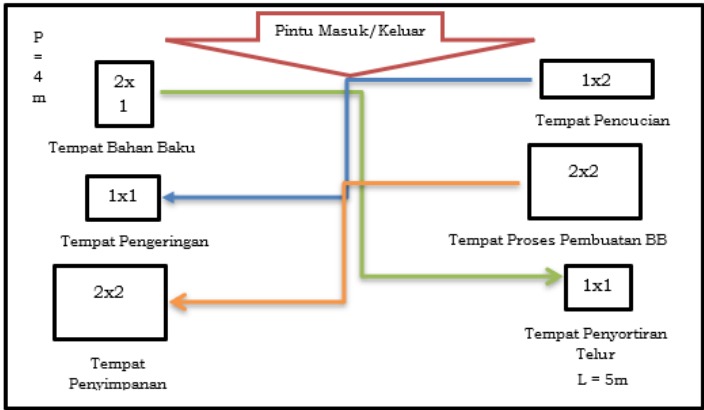 Pintu Masuk/Keluar
P
=
4
m
2x
1
Tempat Bahan Baku
1x2
Tempat Pencucian
1x1
Tempat Pengeringan
2x2
Tempat Proses Pembuatan BB
2x2
Tempat
Penyimpanan
1x1
Tempat Penyortiran
Telur
L = 5m